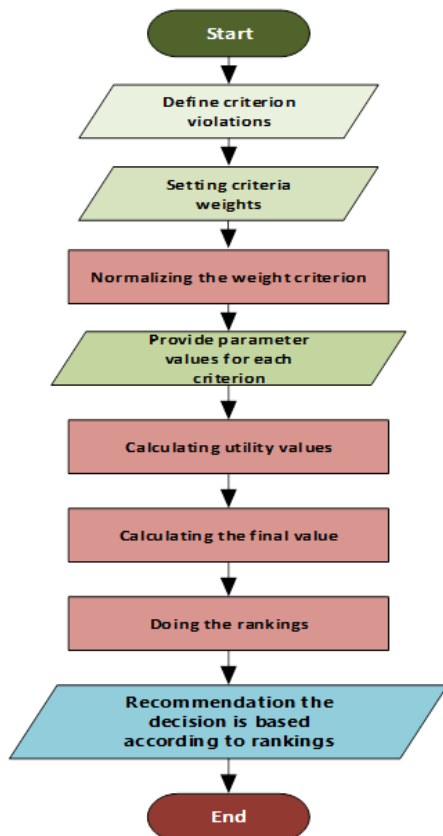 Start
Define criterion
violations
Setting criteria
weights
Normalizing the weight criterion
Provide parameter
values for each
criterion
Calculating utility values
Calculating the final value
Doing the rankings
Recommendation the
decision is based
according to rankings
End